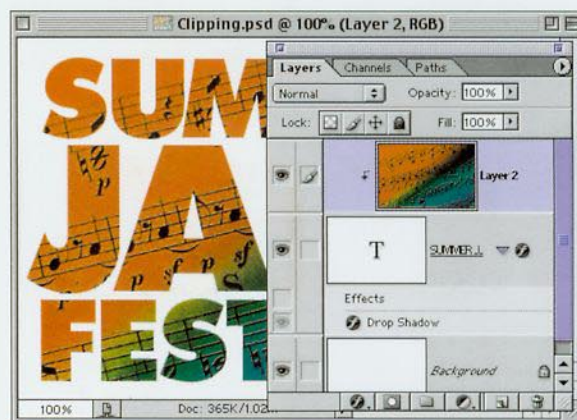 Clipping.psd @ 100% (Layer 2, RGB)
SUM
JA
FEST
Layers Channels Paths
Normal Opacity: 100%
Lock: Fill: 100%
Layer 2
T SUMMER J
Effects
Drop Shadow
Background
100% Doc: 365K/1.02